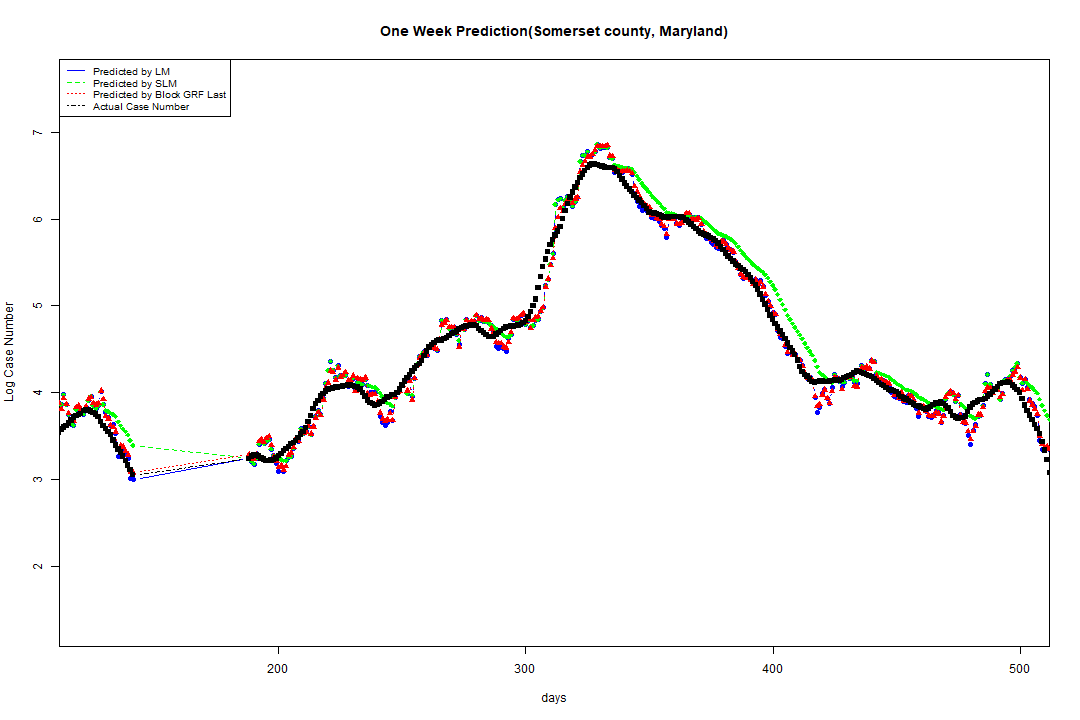 One Week Prediction(Somerset county, Maryland)
Predicted by LM
Predicted by SLM
Predicted by Block GRF Last
Actual Case Number
7
6
5
4
3
2
Log Case Number
200 300 400 500
days